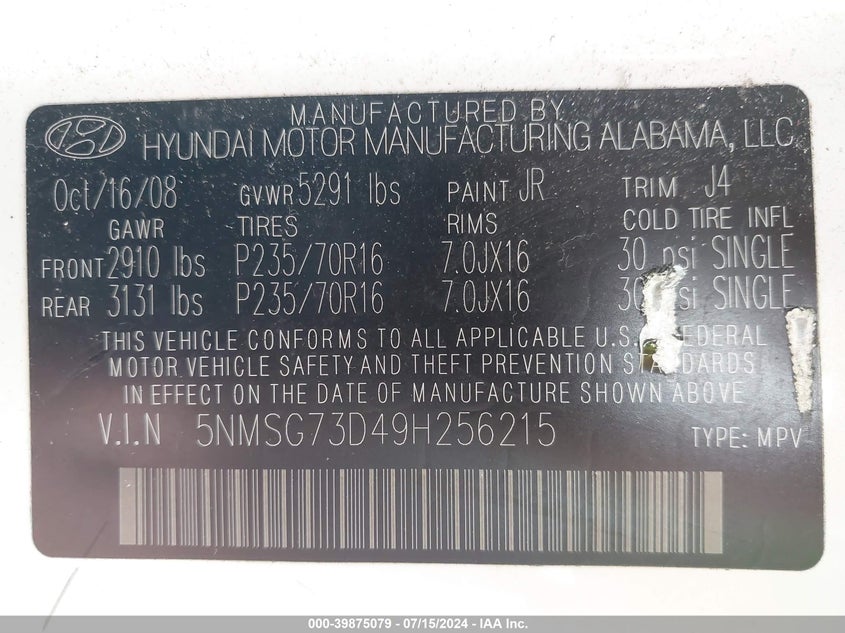 MANUFACTURED BY
HYUNDAI MOTOR MANUFACTURING ALABAMA, LLC
Oct/16/08 GVWR 5291 lbs PAINT JR TRIM J4
GAWR TIRES RIMS COLD TIRE INFL
FRONT 2910 lbs P235/70R16 7.0JX16 30 psi SINGLE
REAR 3131 lbs P235/70R16 7.0JX16 30 psi SINGLE
THIS VEHICLE CONFORMS TO ALL APPLICABLE U.S. FEDERAL
MOTOR VEHICLE SAFETY AND THEFT PREVENTION STANDARDS
IN EFFECT ON THE DATE OF MANUFACTURE SHOWN ABOVE
V.I.N 5NMSG73D49H256215 TYPE: MPV
000-39875079 - 07/15/2024 - IAA Inc.